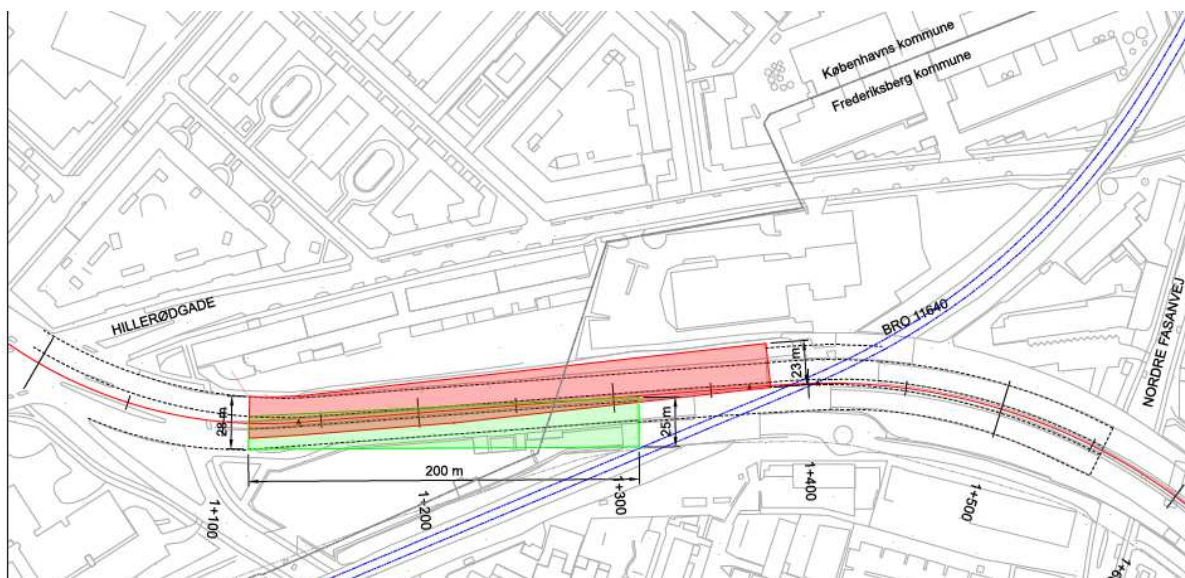 Københavns kommune
Frederiksberg kommune
HILLERØDGADE
BRO 11640
NORDRE FASANVEJ
23 m
28 m
25 m
200 m
1+100
1+200
1+300
1+400
1+500